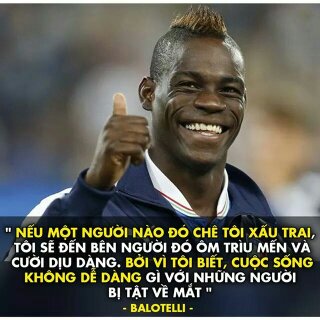 " NẾU MỘT NGƯỜI NÀO ĐÓ CHÊ TÔI XẤU TRAI,
TÔI SẼ ĐẾN BÊN NGƯỜI ĐÓ ÔM TRÌU MẾN VÀ
CƯỜI DỊU DÀNG. BỞI VÌ TÔI BIẾT, CUỘC SỐNG
KHÔNG DỄ DÀNG GÌ VỚI NHỮNG NGƯỜI
BỊ TẬT VỀ MẮT "
- BALOTELLI -